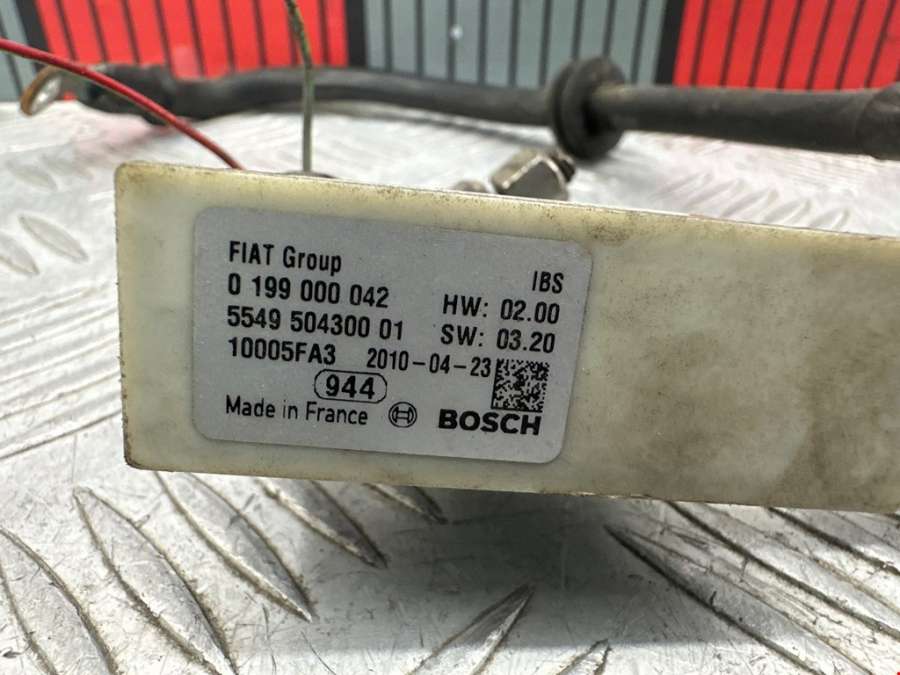 FIAT Group
IBS
0 199 000 042
HW: 02.00
5549 504300 01
SW: 03.20
10005FA3 2010-04-23
944
Made in France
BOSCH